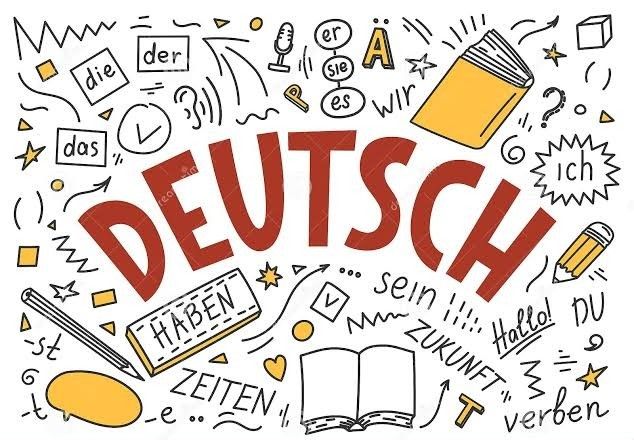 die
der
er
sie
es
Ä
P
wir
das
ich
DEUTSCH
HABEN
sein
Hallo!
DU
ZUKUNFT
-st
ZEITEN
-t
-e
T
verben